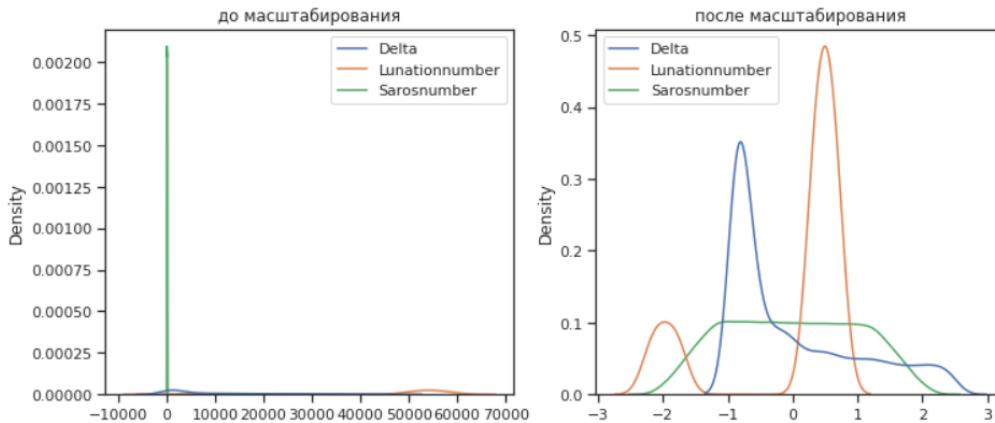 до масштабирования
Density
0.00200
0.00175
0.00150
0.00125
0.00100
0.00075
0.00050
0.00025
0.00000
Delta
Lunationnumber
Sarosnumber
−10000 0 10000 20000 30000 40000 50000 60000 70000
после масштабирования
Density
0.5
0.4
0.3
0.2
0.1
0.0
Delta
Lunationnumber
Sarosnumber
−3 −2 −1 0 1 2 3